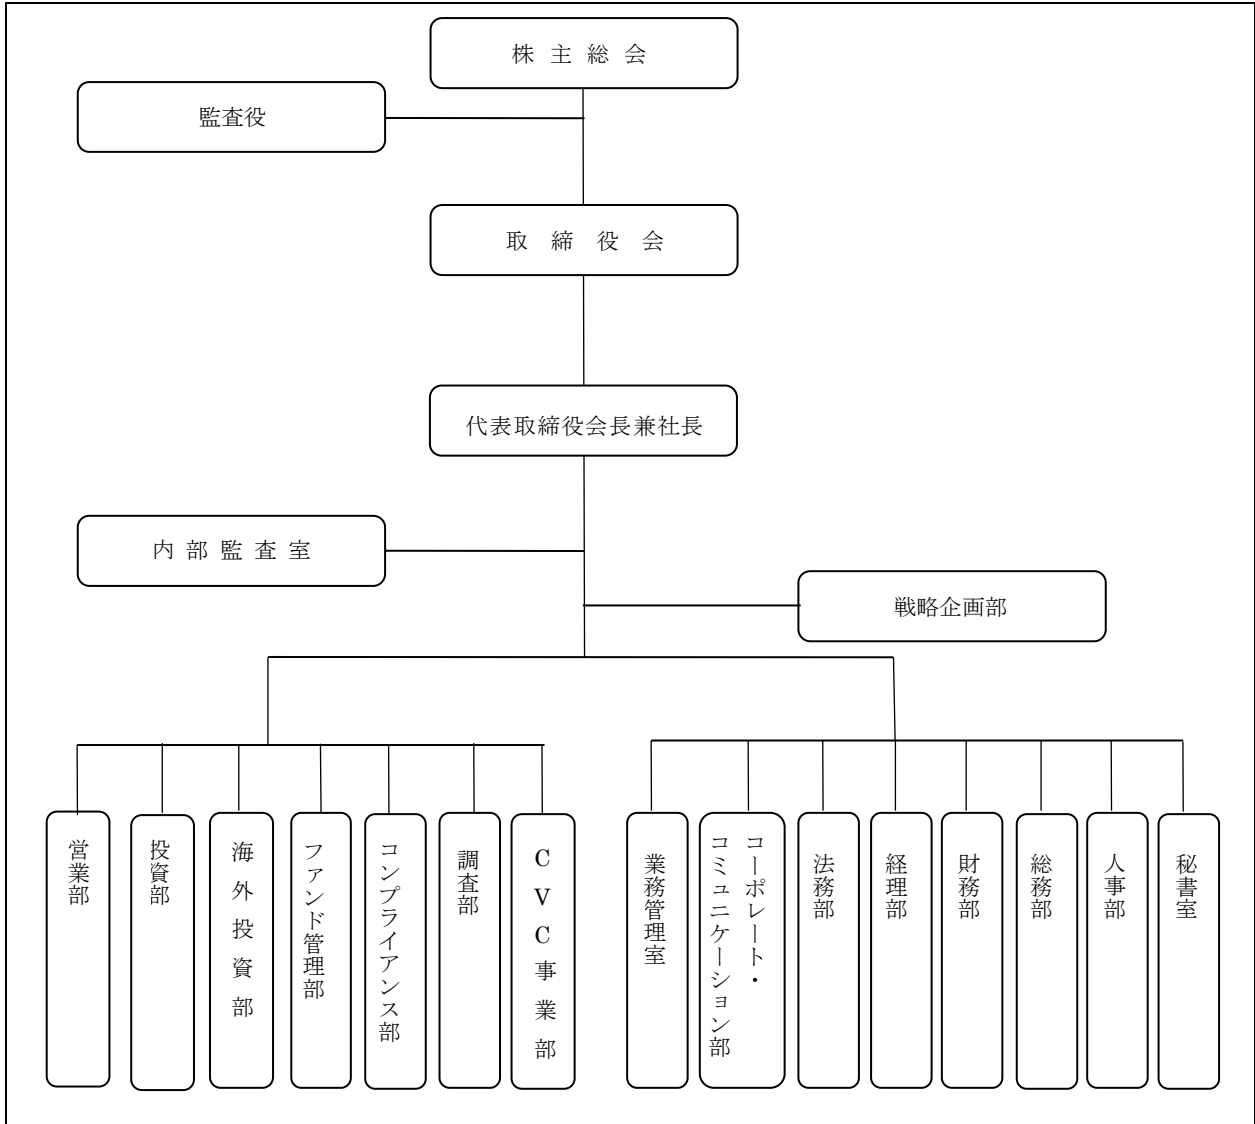 株主総会
監査役
取締役会
代表取締役会長兼社長
内部監査室
戦略企画部
営業部
投資部
海外投資部
ファンド管理部
コンプライアンス部
調査部
CVC事業部
業務管理室
コーポレート・
コミュニケーション部
法務部
経理部
財務部
総務部
人事部
秘書室